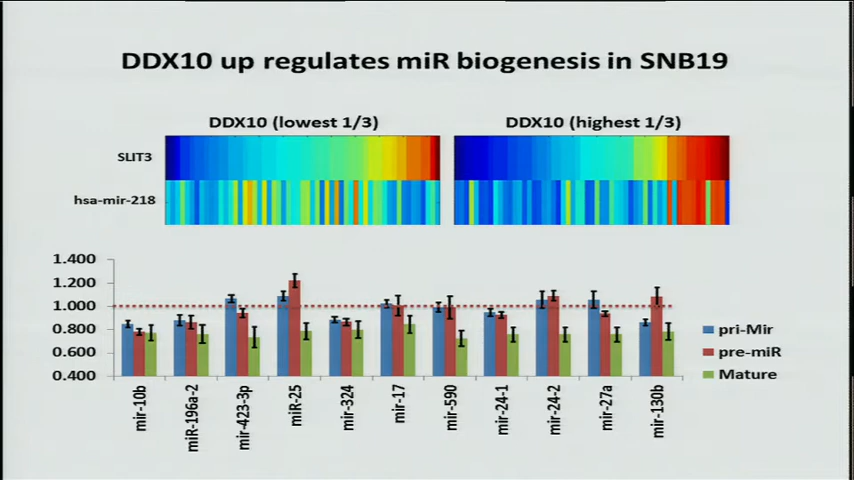 DDX10 up regulates miR biogenesis in SNB19
DDX10 (lowest 1/3)
DDX10 (highest 1/3)
SLIT3
hsa-mir-218
1.400
1.200
1.000
0.800
0.600
0.400
pri-Mir
pre-miR
Mature
mir-10b
miR-196a-2
mir-423-3p
miR-25
mir-324
mir-17
mir-590
mir-24-1
mir-24-2
mir-27a
mir-130b